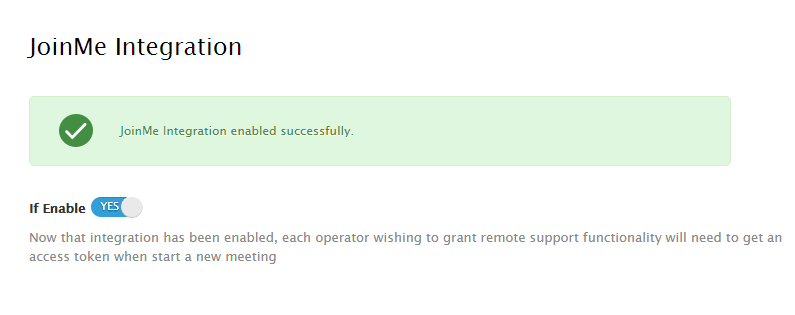 JoinMe Integration
JoinMe Integration enabled successfully.
If Enable YES
Now that integration has been enabled, each operator wishing to grant remote support functionality will need to get an
access token when start a new meeting